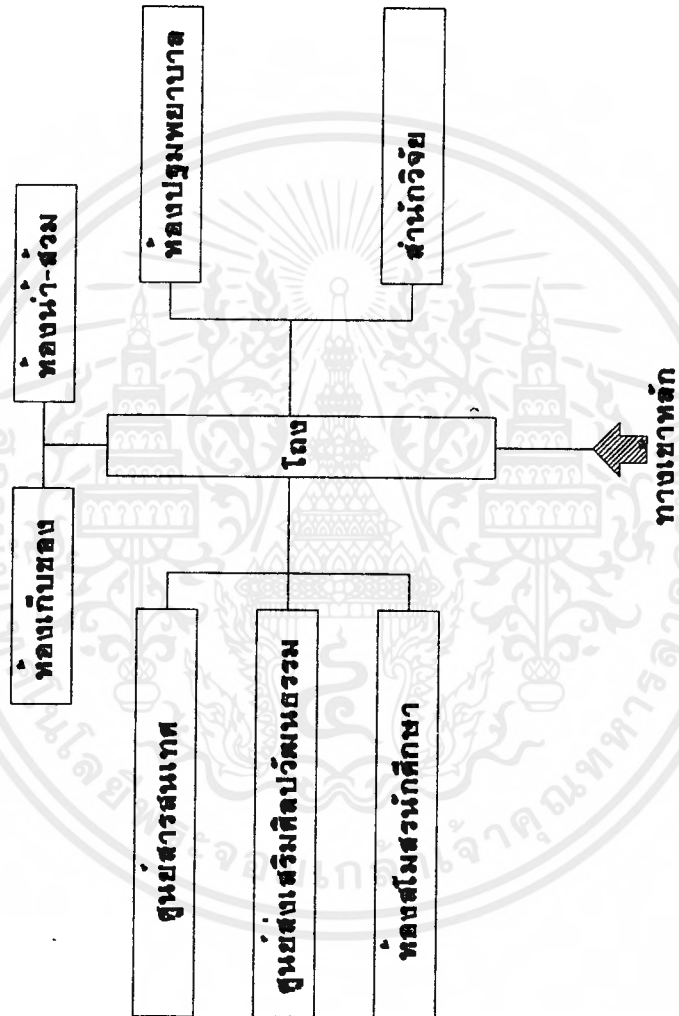 ห้องเก็บของ
ห้องน้ำ-ส้วม
ศูนย์สารสนเทศ
ศูนย์ส่งเสริมศิลปวัฒนธรรม
ห้องสโมสรนักศึกษา
โถง
ห้องปฐมพยาบาล
สำนักวิจัย
ทางเขาหลัก